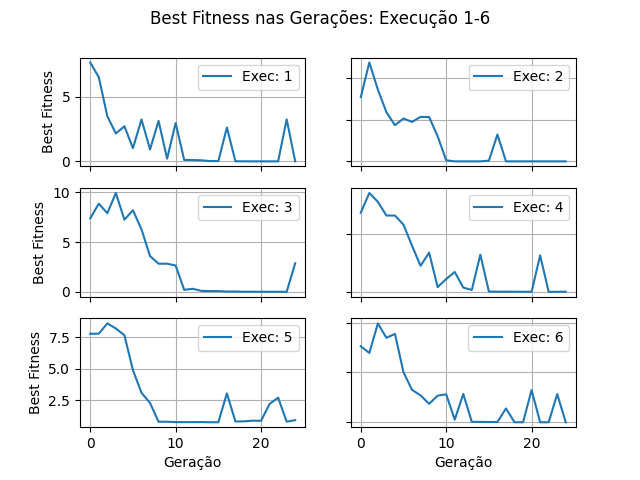 Best Fitness nas Gerações: Execução 1-6
Best Fitness
5
0
Exec: 1
Exec: 2
Best Fitness
10
5
0
Exec: 3
Exec: 4
Best Fitness
7.5
5.0
2.5
Exec: 5
Exec: 6
0
10
20
0
10
20
Geração
Geração